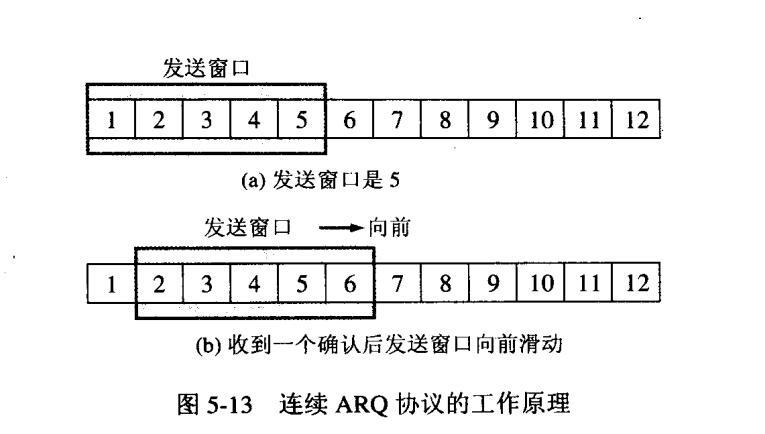 发送窗口
1 2 3 4 5 6 7 8 9 10 11 12
(a) 发送窗口是 5
发送窗口 向前
1 2 3 4 5 6 7 8 9 10 11 12
(b) 收到一个确认后发送窗口向前滑动
图 5-13 连续 ARQ 协议的工作原理